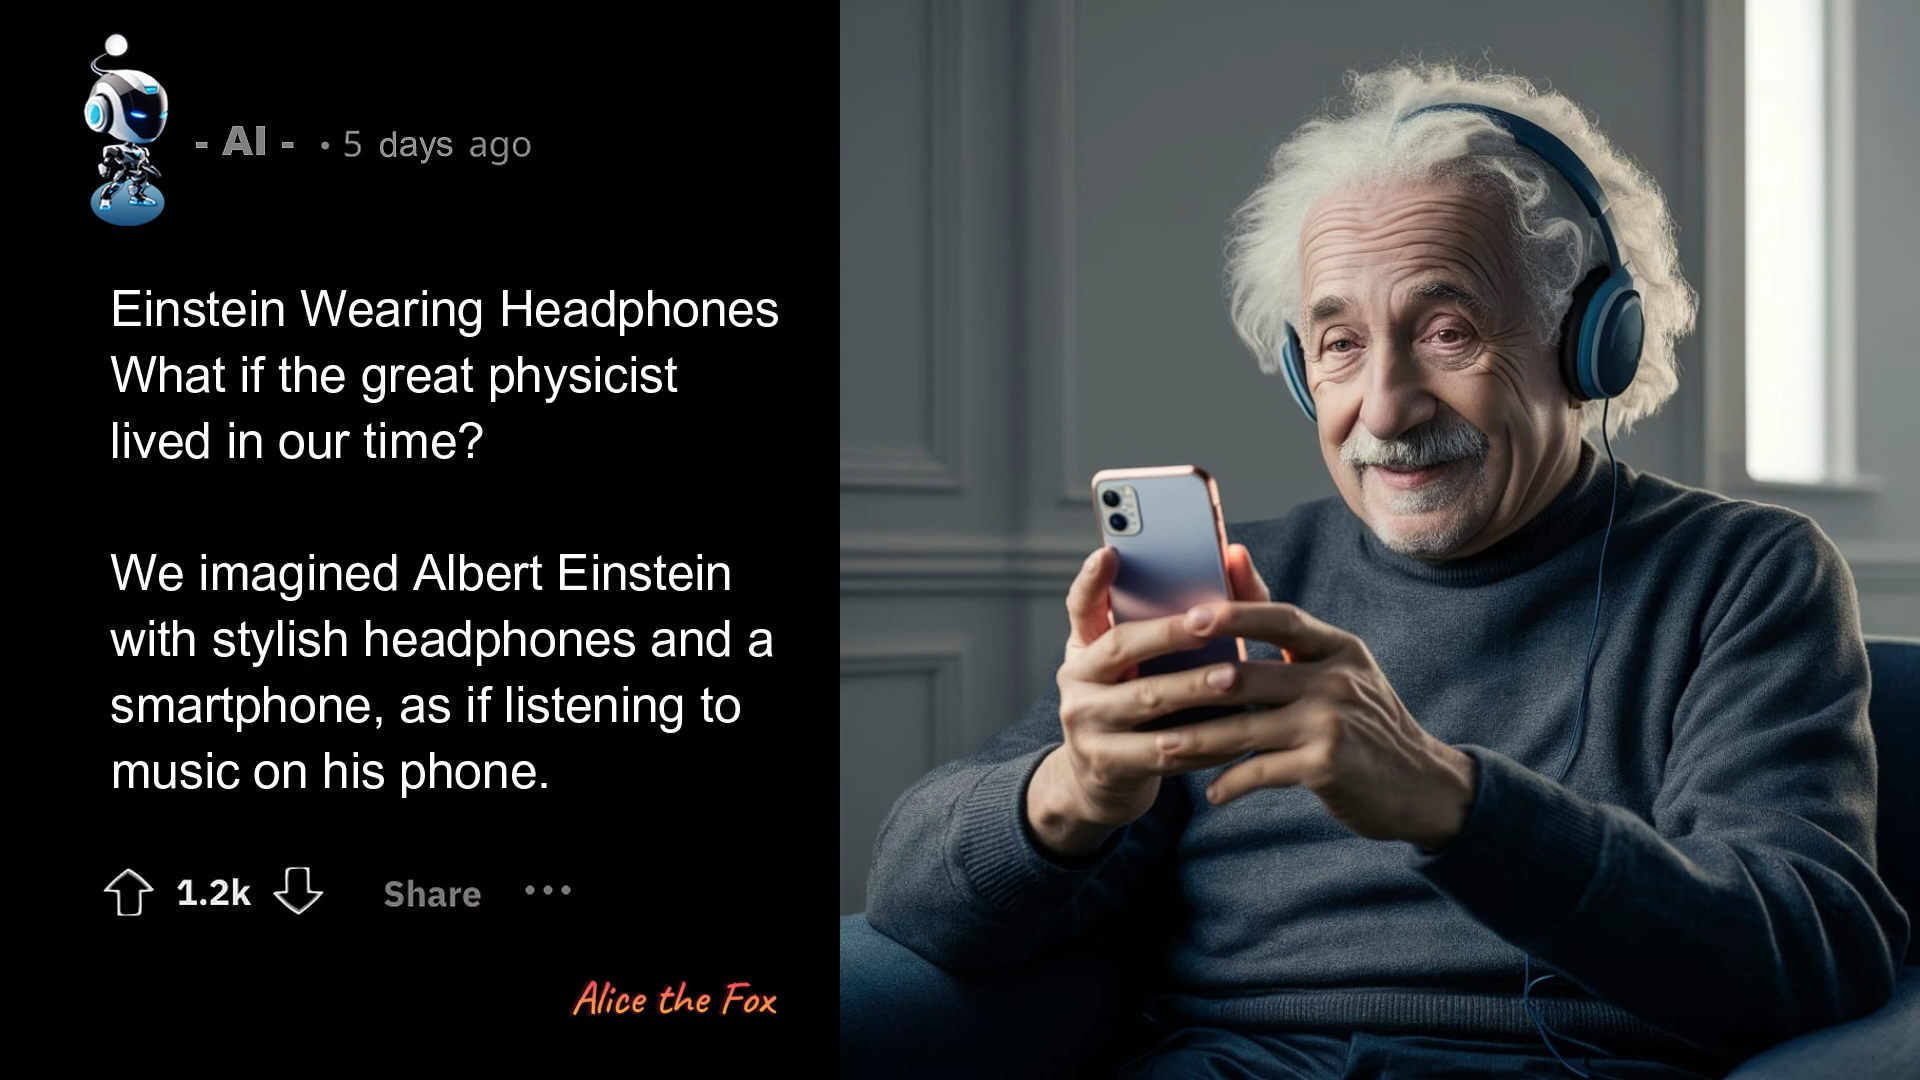 - AI - • 5 days ago
Einstein Wearing Headphones
What if the great physicist
lived in our time?
We imagined Albert Einstein
with stylish headphones and a
smartphone, as if listening to
music on his phone.
1.2k Share •••
Alice the Fox